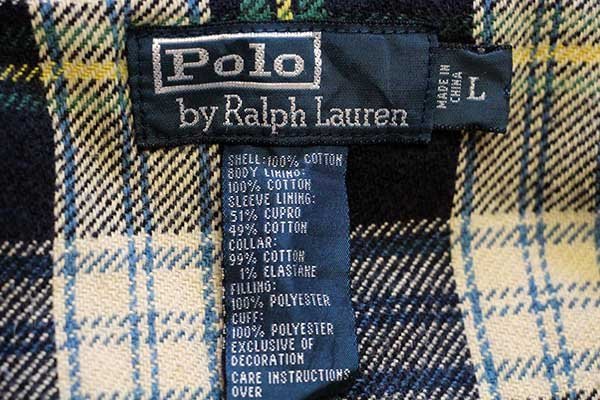 Polo
by Ralph Lauren
MADE IN
CHINA
L
SHELL: 100% COTTON
BODY LINING:
100% COTTON
SLEEVE LINING:
51% CUPRO
49% COTTON
COLLAR:
99% COTTON
1% ELASTANE
FILLING:
100% POLYESTER
CUFF:
100% POLYESTER
EXCLUSIVE OF
DECORATION
CARE INSTRUCTIONS
OVER